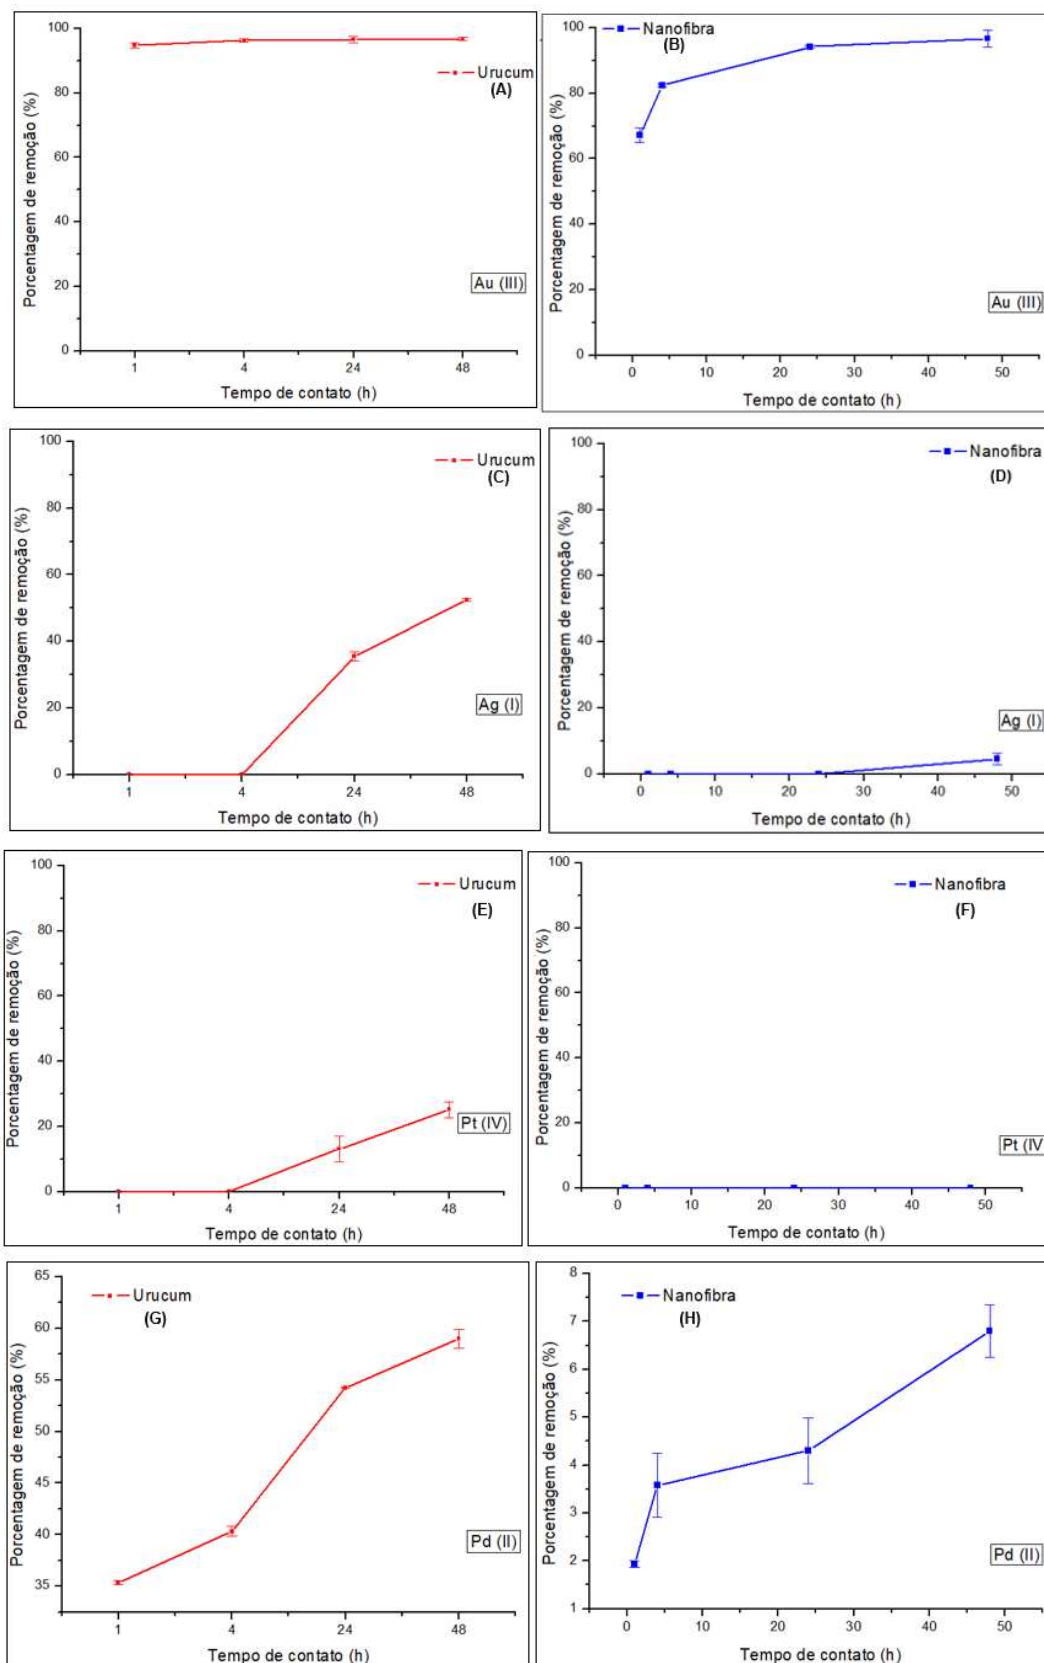 Porcentagem de remoção (%)
100
80
60
40
20
0
Urucum
(A)
Au (III)
1 4 24 48
Tempo de contato (h)
Porcentagem de remoção (%)
100
80
60
40
20
0
Nanofibra
(B)
Au (III)
0 10 20 30 40 50
Tempo de contato (h)
Porcentagem de remoção (%)
100
80
60
40
20
0
Urucum
(C)
Ag (I)
1 4 24 48
Tempo de contato (h)
Porcentagem de remoção (%)
100
80
60
40
20
0
Nanofibra
(D)
Ag (I)
0 10 20 30 40 50
Tempo de contato (h)
Porcentagem de remoção (%)
100
80
60
40
20
0
Urucum
(E)
Pt (IV)
1 4 24 48
Tempo de contato (h)
Porcentagem de remoção (%)
100
80
60
40
20
0
Nanofibra
(F)
Pt (IV
0 10 20 30 40 50
Tempo de contato (h)
Porcentagem de remoção (%)
65
60
55
50
45
40
35
Urucum
(G)
Pd (II)
1 4 24 48
Tempo de contato (h)
Porcentagem de remoção (%)
8
7
6
5
4
3
2
1
Nanofibra
(H)
Pd (II)
0 10 20 30 40 50
Tempo de contato (h)